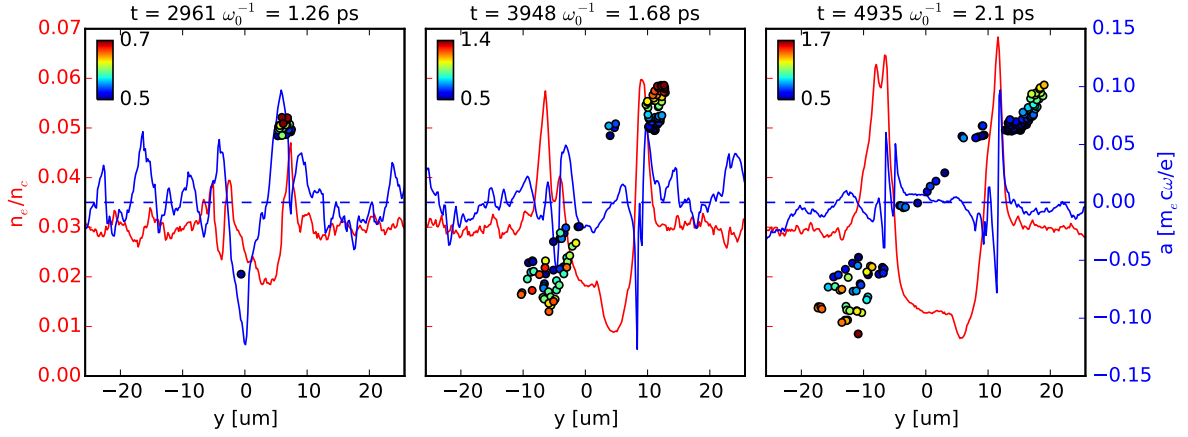 t = 2961 ω₀⁻¹ = 1.26 ps
t = 3948 ω₀⁻¹ = 1.68 ps
t = 4935 ω₀⁻¹ = 2.1 ps
0.7
0.5
1.4
0.5
1.7
0.5
0.07
0.06
0.05
0.04
0.03
0.02
0.01
0.00
nₑ/n_c
0.15
0.10
0.05
0.00
−0.05
−0.10
−0.15
a [mₑcω/e]
−20 −10 0 10 20
−20 −10 0 10 20
−20 −10 0 10 20
y [um]
y [um]
y [um]